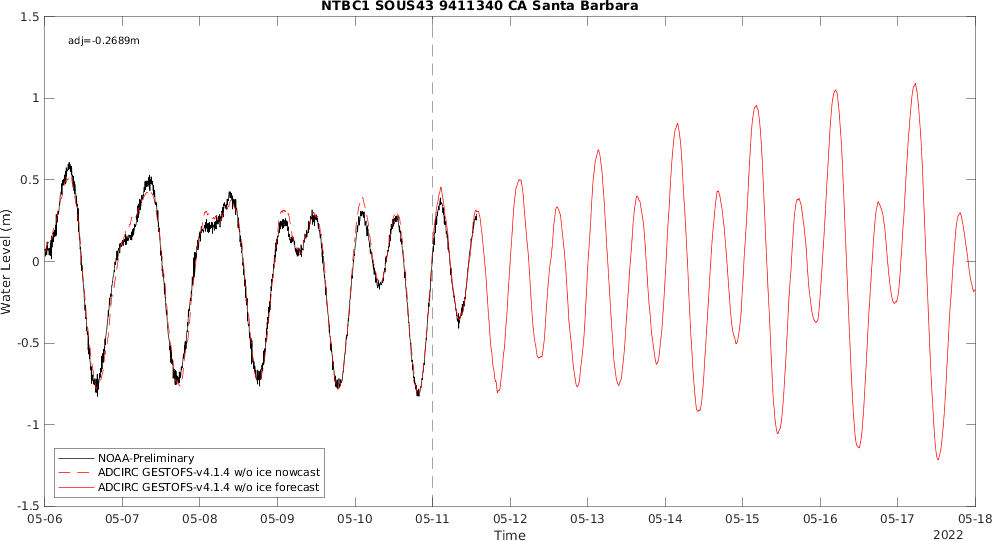 NTBC1 SOUS43 9411340 CA Santa Barbara
1.5
adj=-0.2689m
1
0.5
0
-0.5
-1
-1.5
Water Level (m)
NOAA-Preliminary
ADCIRC GESTOFS-v4.1.4 w/o ice nowcast
ADCIRC GESTOFS-v4.1.4 w/o ice forecast
05-06 05-07 05-08 05-09 05-10 05-11 05-12 05-13 05-14 05-15 05-16 05-17 05-18
Time
2022